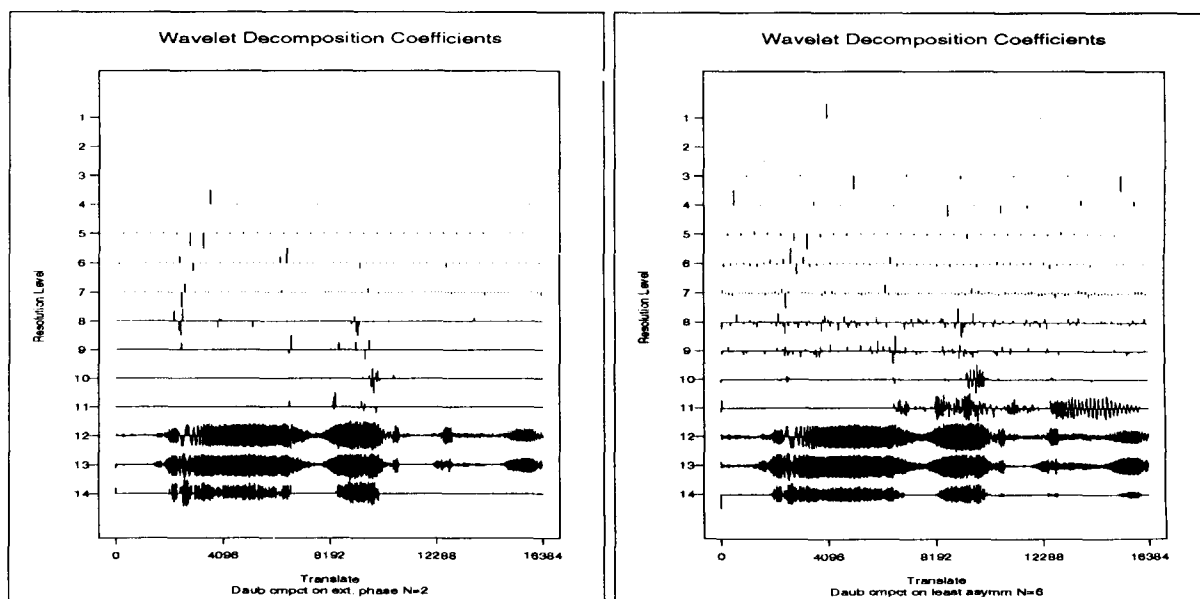 Wavelet Decomposition Coefficients
Resolution Level
1
2
3
4
5
6
7
8
9
10
11
12
13
14
0 4096 8192 12288 16384
Translate
Daub cmpct on ext. phase N=2
Wavelet Decomposition Coefficients
Resolution Level
1
2
3
4
5
6
7
8
9
10
11
12
13
14
0 4096 8192 12288 16384
Translate
Daub cmpct on least asymm N=6